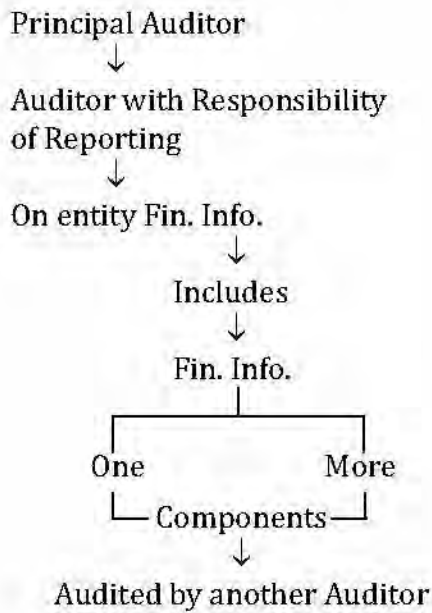 Principal Auditor
Auditor with Responsibility
of Reporting
On entity Fin. Info.
Includes
Fin. Info.
One More
Components
Audited by another Auditor